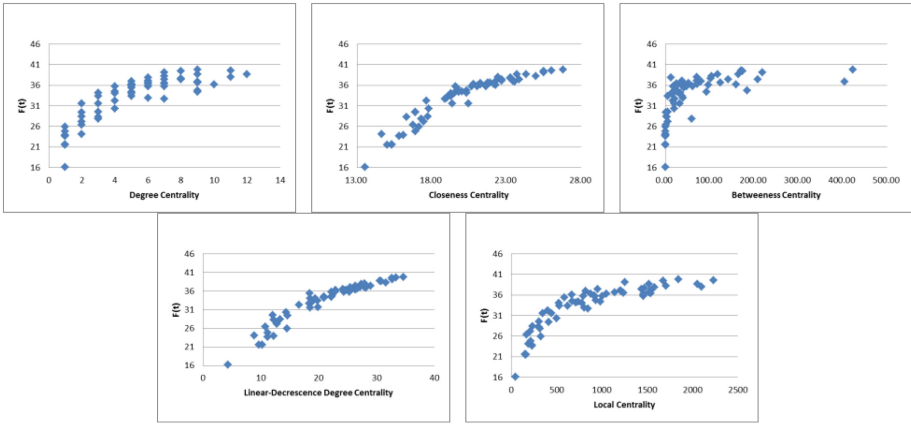 46
41
36
31
26
21
16
F(t)
0 2 4 6 8 10 12 14
Degree Centrality
46
41
36
31
26
21
16
F(t)
13.00 18.00 23.00 28.00
Closeness Centrality
46
41
36
31
26
21
16
F(t)
0.00 100.00 200.00 300.00 400.00 500.00
Betweeness Centrality
46
41
36
31
26
21
16
F(t)
0 10 20 30 40
Linear-Decrescence Degree Centrality
46
41
36
31
26
21
16
F(t)
0 500 1000 1500 2000 2500
Local Centrality